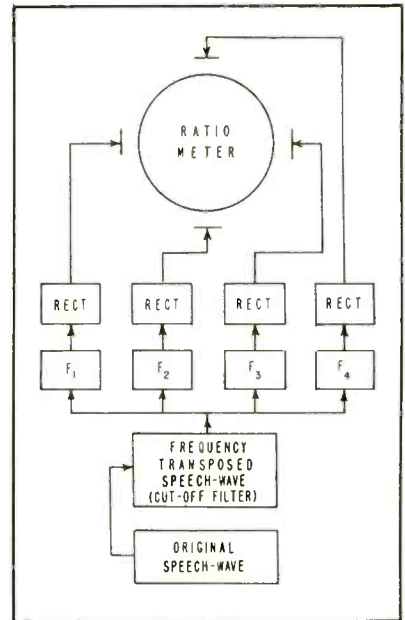 RATIO
METER
RECT RECT RECT RECT
F₁ F₂ F₃ F₄
FREQUENCY
TRANSPOSED
SPEECH-WAVE
(CUT-OFF FILTER)
ORIGINAL
SPEECH-WAVE